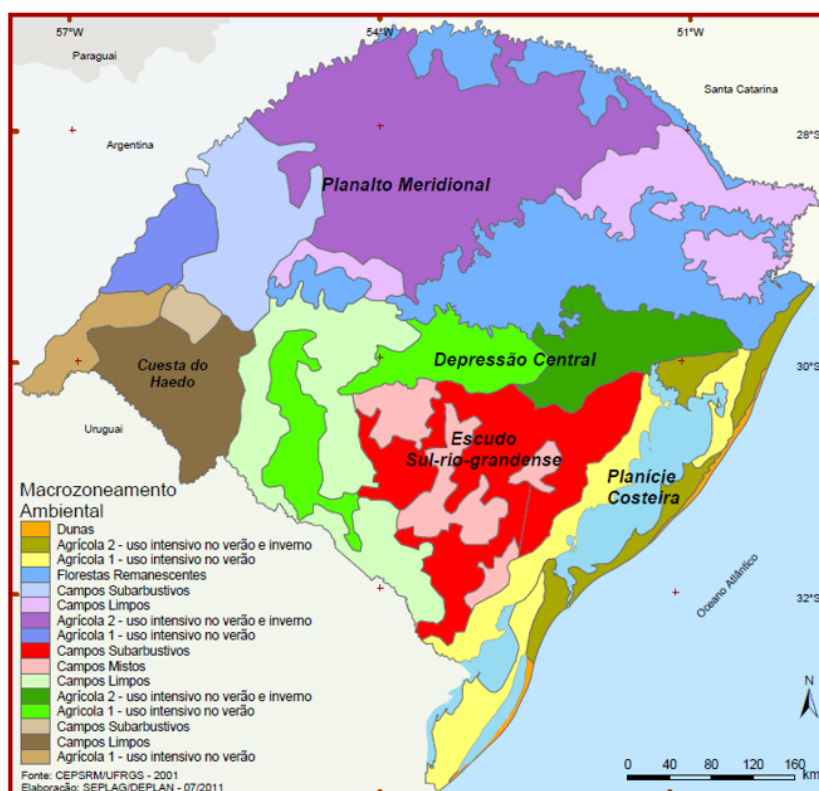 57°W
54°W
51°W
Paraguai
Santa Catarina
Argentina
28°S
Planalto Meridional
Depressão Central
30°S
Cuesta do
Haedo
Uruguai
Escudo
Sul-rio-grandense
Planície
Costeira
Oceano Atlântico
32°S
Macrozoneamento
Ambiental
Dunas
Agrícola 2 - uso intensivo no verão e inverno
Agrícola 1 - uso intensivo no verão
Florestas Remanescentes
Campos Subarbustivos
Campos Limpos
Agrícola 2 - uso intensivo no verão e inverno
Agrícola 1 - uso intensivo no verão
Campos Subarbustivos
Campos Mistos
Campos Limpos
Agrícola 2 - uso intensivo no verão e inverno
Agrícola 1 - uso intensivo no verão
Campos Subarbustivos
Campos Limpos
Agrícola 1 - uso intensivo no verão
Fonte: CEPSRM/UFRGS - 2001
Elaboração: SEPLAG/DEPLAN - 07/2011
N
0 40 80 120 160
km